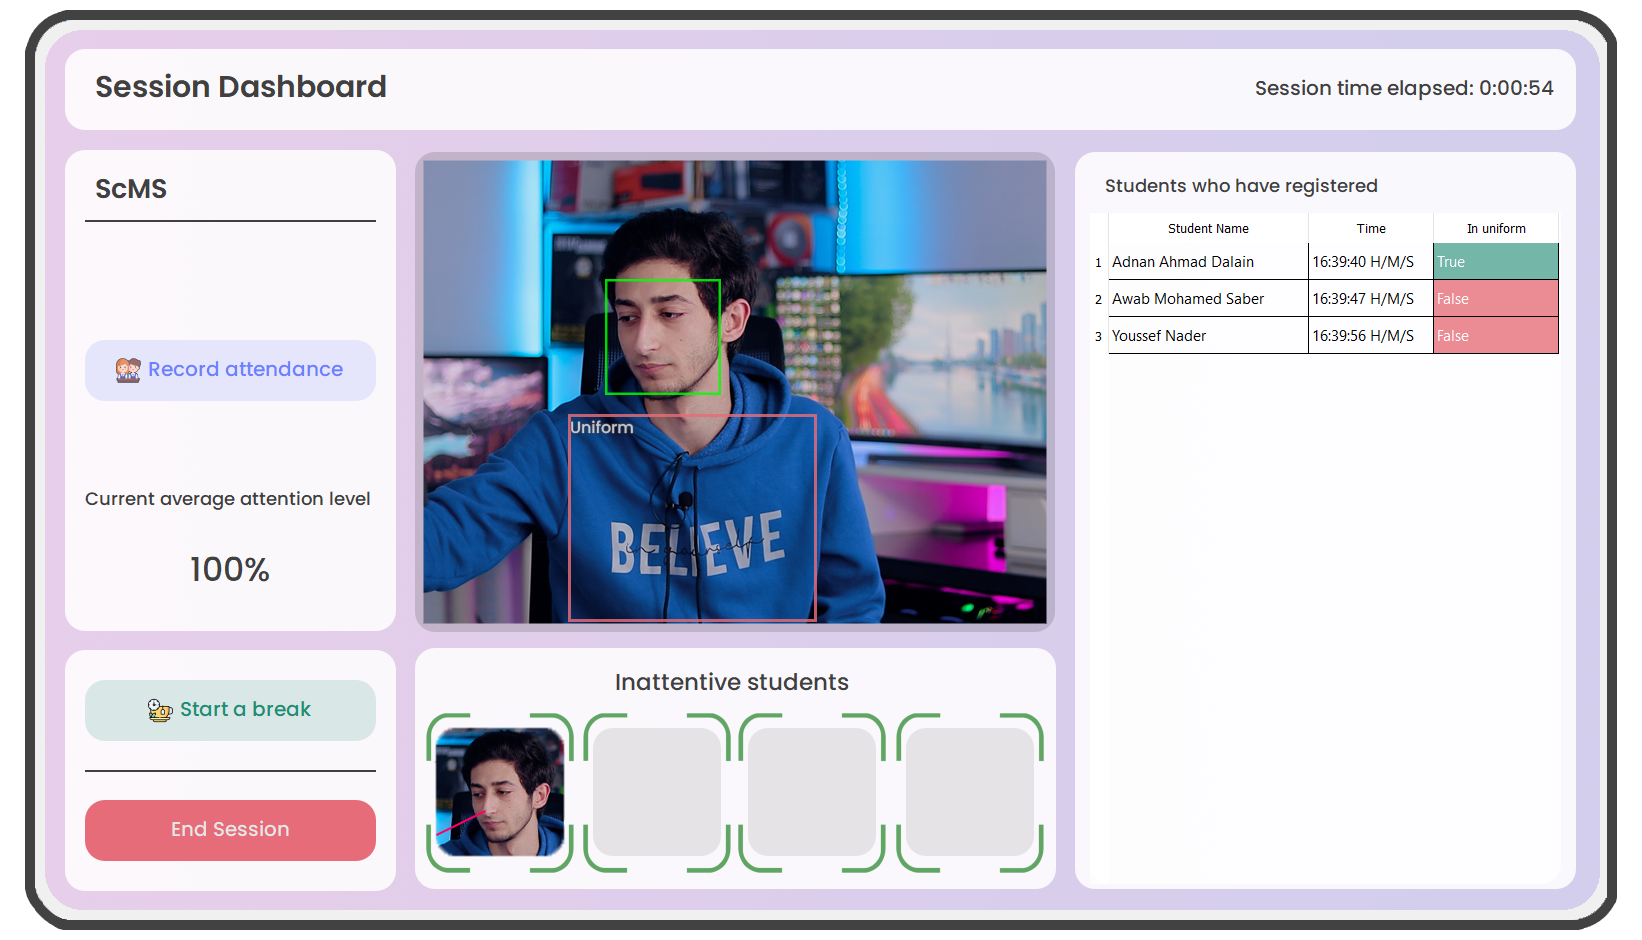 Session Dashboard
Session time elapsed: 0:00:54
ScMS
Record attendance
Current average attention level
100%
Start a break
End Session
Uniform
BELIEVE
in yourself
Inattentive students
Students who have registered
Student Name Time In uniform
1 Adnan Ahmad Dalain 16:39:40 H/M/S True
2 Awab Mohamed Saber 16:39:47 H/M/S False
3 Youssef Nader 16:39:56 H/M/S False